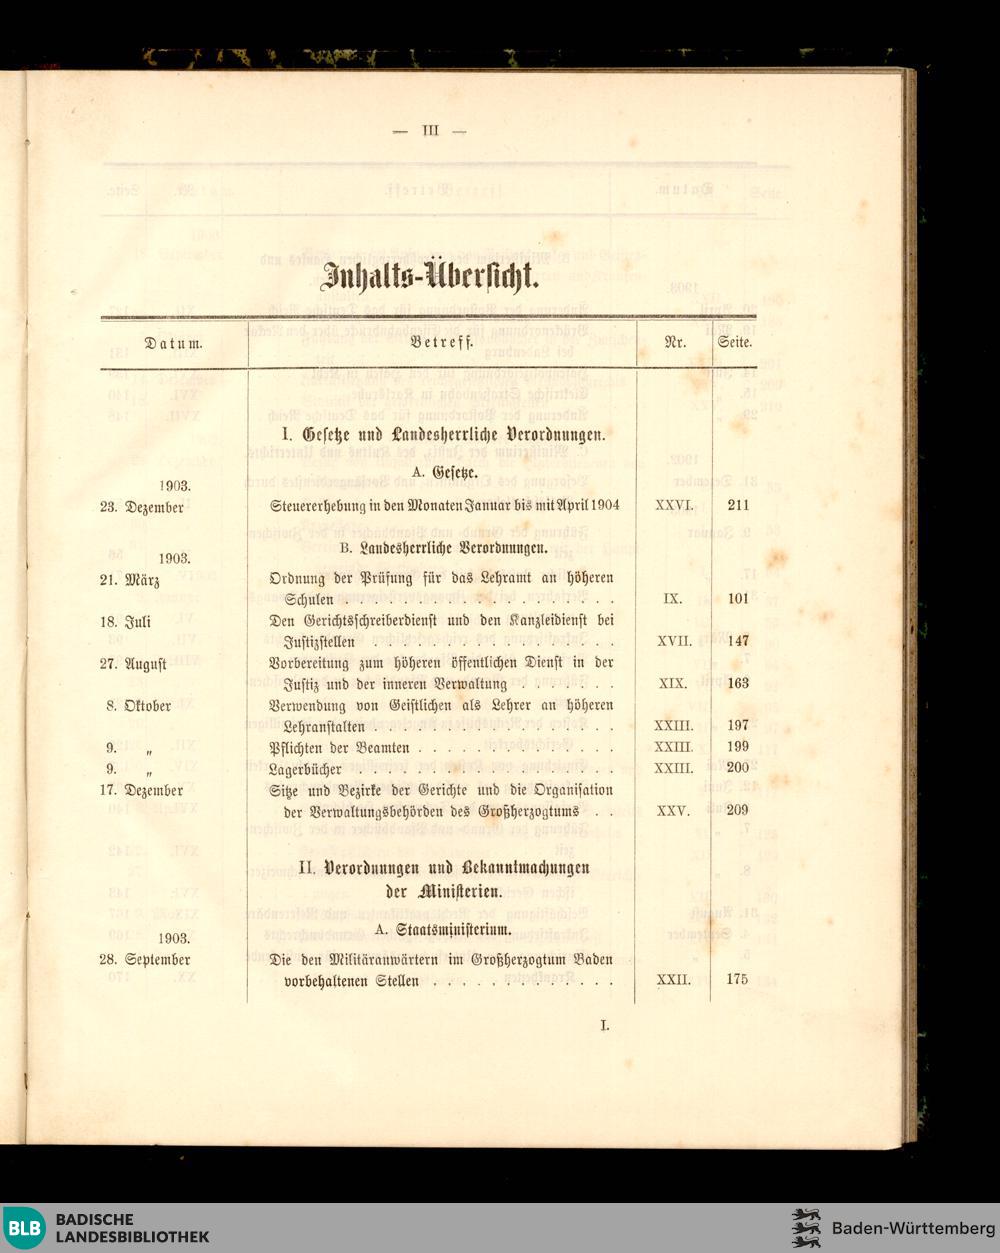 — III —
Inhalts-Übersicht.
Datum. Betreff. Nr. Seite.
I. Gesetze und Landesherrliche Verordnungen.
A. Gesetze.
1903.
23. Dezember Steuererhebung in den Monaten Januar bis mit April 1904 XXVI. 211
B. Landesherrliche Verordnungen.
1903.
21. März Ordnung der Prüfung für das Lehramt an höheren
Schulen . . . . . . . . . . . . . . . . . . . IX. 101
18. Juli Den Gerichtsschreiberdienst und den Kanzleidienst bei
Justizstellen . . . . . . . . . . . . . . . . . XVII. 147
27. August Vorbereitung zum höheren öffentlichen Dienst in der
Justiz und der inneren Verwaltung . . . . . . . XIX. 163
8. Oktober Verwendung von Geistlichen als Lehrer an höheren
Lehranstalten . . . . . . . . . . . . . . . . . XXIII. 197
9. „ Pflichten der Beamten . . . . . . . . . . . . . . XXIII. 199
9. „ Lagerbücher . . . . . . . . . . . . . . . . . . XXIII. 200
17. Dezember Sitze und Bezirke der Gerichte und die Organisation
der Verwaltungsbehörden des Großherzogtums . . XXV. 209
II. Verordnungen und Bekanntmachungen
der Ministerien.
A. Staatsministerium.
1903.
28. September Die den Militäranwärtern im Großherzogtum Baden
vorbehaltenen Stellen . . . . . . . . . . . . . XXII. 175
I.
BLB BADISCHE
LANDESBIBLIOTHEK
Baden-Württemberg